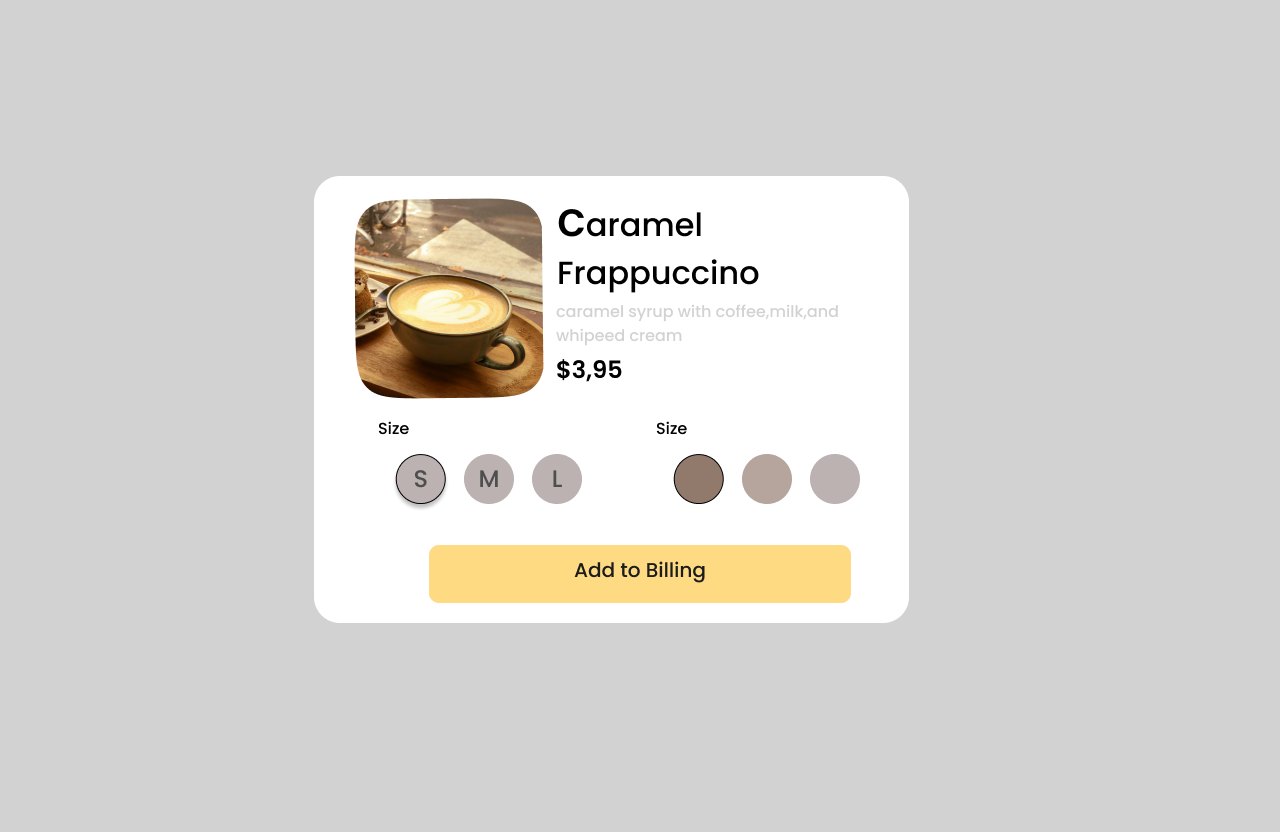 Caramel
Frappuccino
caramel syrup with coffee,milk,and
whipeed cream
$3,95
Size
Size
S M L
Add to Billing